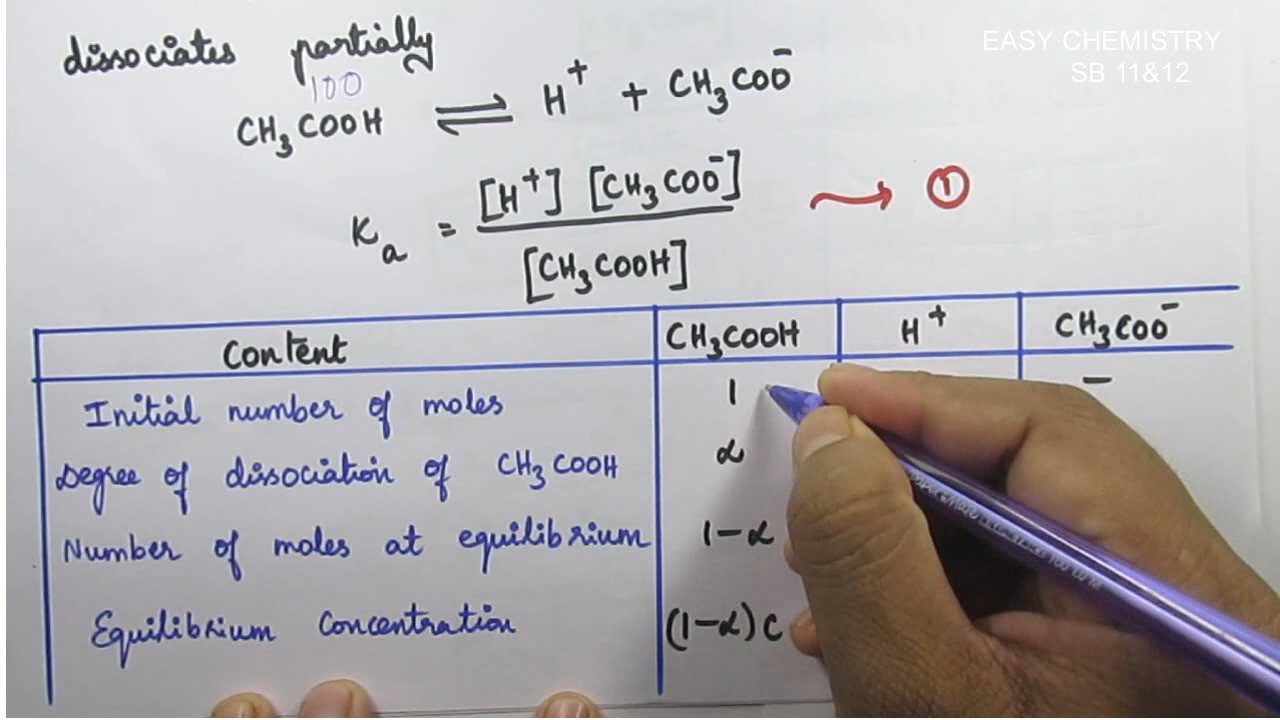 EASY CHEMISTRY
SB 11&12
dissociates partially
100
CH₃COOH ⇌ H⁺ + CH₃COO⁻
Kₐ = [H⁺] [CH₃COO⁻] / [CH₃COOH] → ①
Content CH₃COOH H⁺ CH₃COO⁻
Initial number of moles 1 –
Degree of dissociation of CH₃COOH α
Number of moles at equilibrium 1-α
Equilibrium Concentration (1-α)C